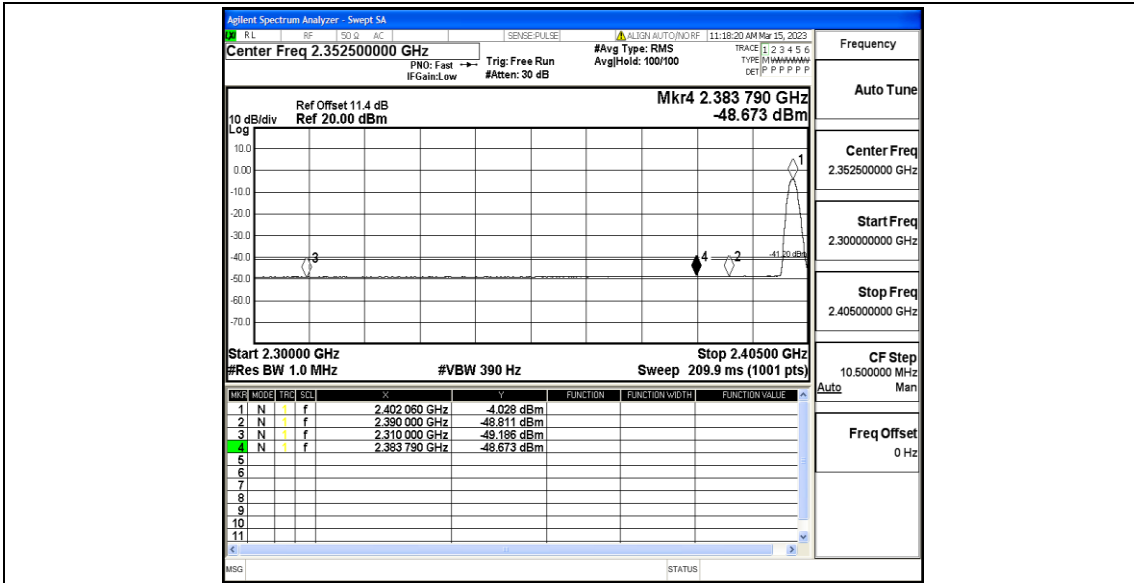 Agilent Spectrum Analyzer - Swept SA
RL RF 50 Ω AC SENSE:PULSE ALIGN AUTO/NO RF 11:18:20 AM Mar 15, 2023
Center Freq 2.352500000 GHz
PNO: Fast
IFGain:Low
Trig: Free Run
#Atten: 30 dB
#Avg Type: RMS
Avg|Hold: 100/100
TRACE 1 2 3 4 5 6
TYPE M WWWWW
DET P P P P P P
Mkr4 2.383 790 GHz
-48.673 dBm
Ref Offset 11.4 dB
10 dB/div Ref 20.00 dBm
Log
10.0
0.00
-10.0
-20.0
-30.0
-40.0
-50.0
-60.0
-70.0
1
3
4
2
-41.20 dBm
Start 2.30000 GHz Stop 2.40500 GHz
#Res BW 1.0 MHz #VBW 390 Hz Sweep 209.9 ms (1001 pts)
MKR MODE TRC SCL X Y FUNCTION FUNCTION WIDTH FUNCTION VALUE
1 N 1 f 2.402 060 GHz -4.028 dBm
2 N 1 f 2.390 000 GHz -48.811 dBm
3 N 1 f 2.310 000 GHz -49.186 dBm
4 N 1 f 2.383 790 GHz -48.673 dBm
5
6
7
8
9
10
11
MSG STATUS
Frequency
Auto Tune
Center Freq
2.352500000 GHz
Start Freq
2.300000000 GHz
Stop Freq
2.405000000 GHz
CF Step
10.500000 MHz
Auto Man
Freq Offset
0 Hz